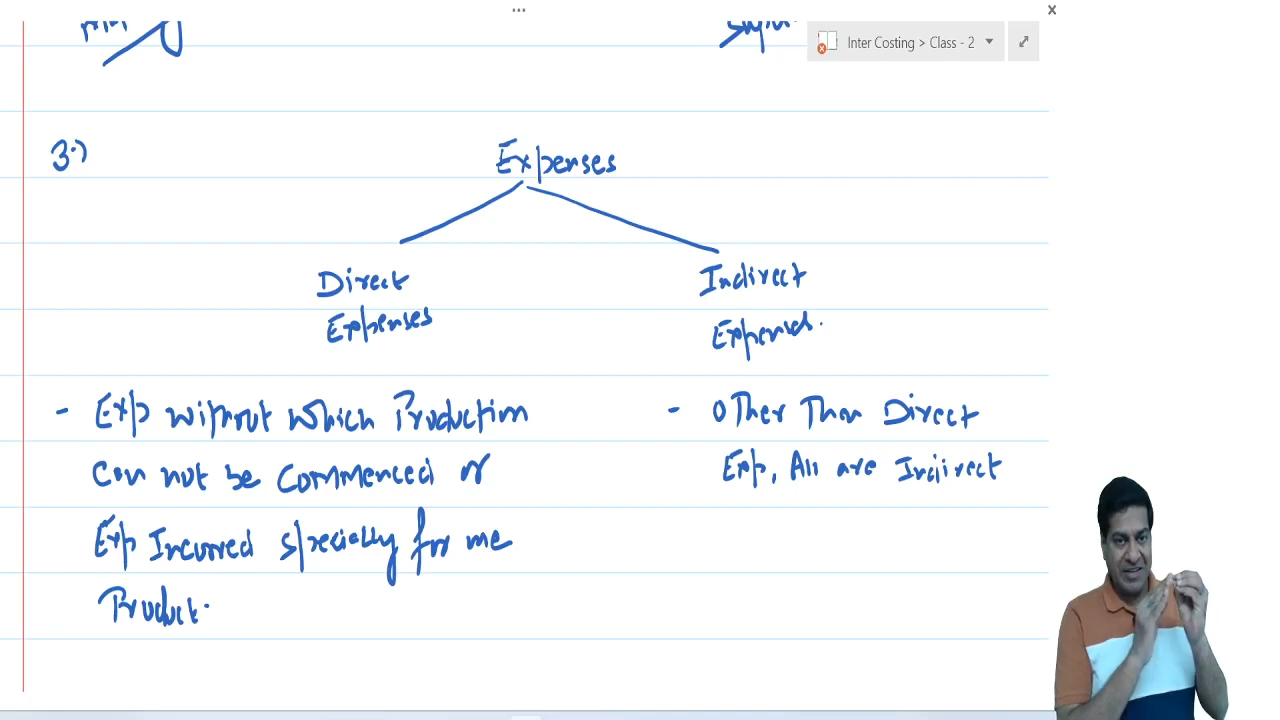 Inter Costing > Class - 2
3.)
Expenses
Direct
Expenses
Indirect
Expenses.
- Exp without which Production
Can not be Commenced or
Exp Incurred specially for the
Product.
- Other Than Direct
Exp, All are Indirect